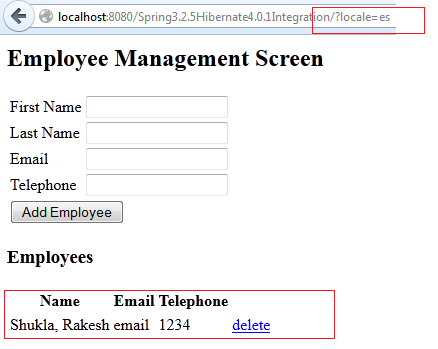 localhost:8080/Spring3.2.5Hibernate4.0.1Integration/?locale=es
Employee Management Screen
First Name
Last Name
Email
Telephone
Add Employee
Employees
Name Email Telephone
Shukla, Rakesh email 1234 delete